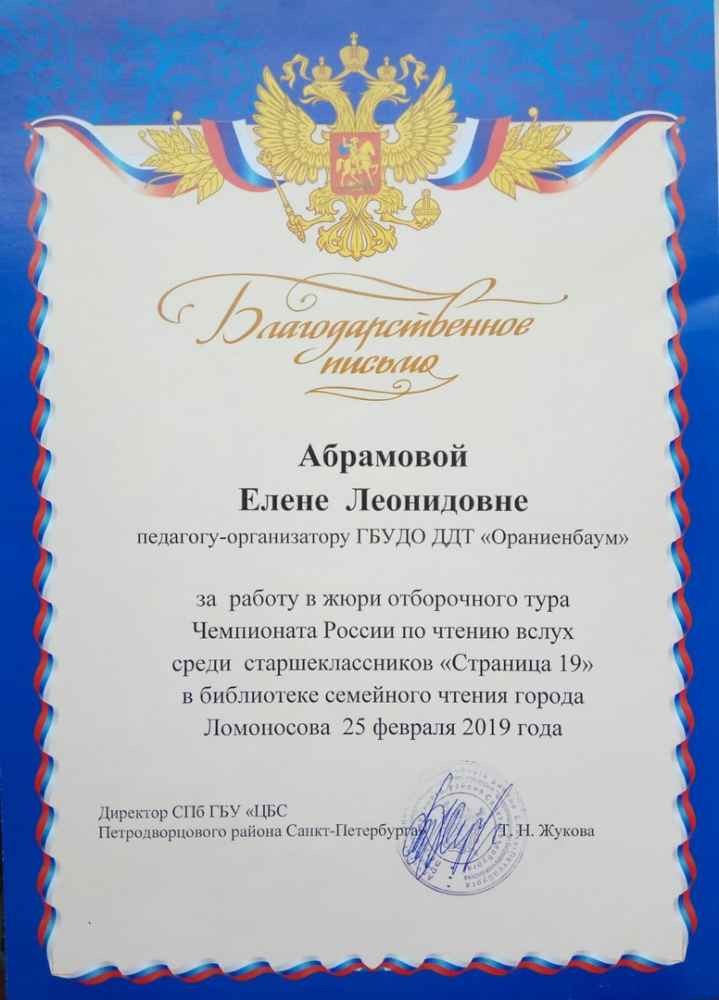 Благодарственное
письмо
Абрамовой
Елене Леонидовне
педагогу-организатору ГБУДО ДДТ «Ораниенбаум»
за работу в жюри отборочного тура
Чемпионата России по чтению вслух
среди старшеклассников «Страница 19»
в библиотеке семейного чтения города
Ломоносова 25 февраля 2019 года
Директор СПб ГБУ «ЦБС
Петродворцового района Санкт-Петербурга» Т. Н. Жукова